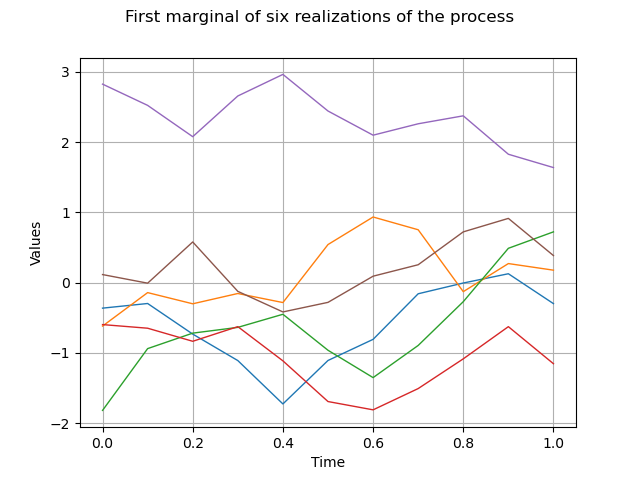 First marginal of six realizations of the process
3
2
1
0
−1
−2
Values
0.0 0.2 0.4 0.6 0.8 1.0
Time